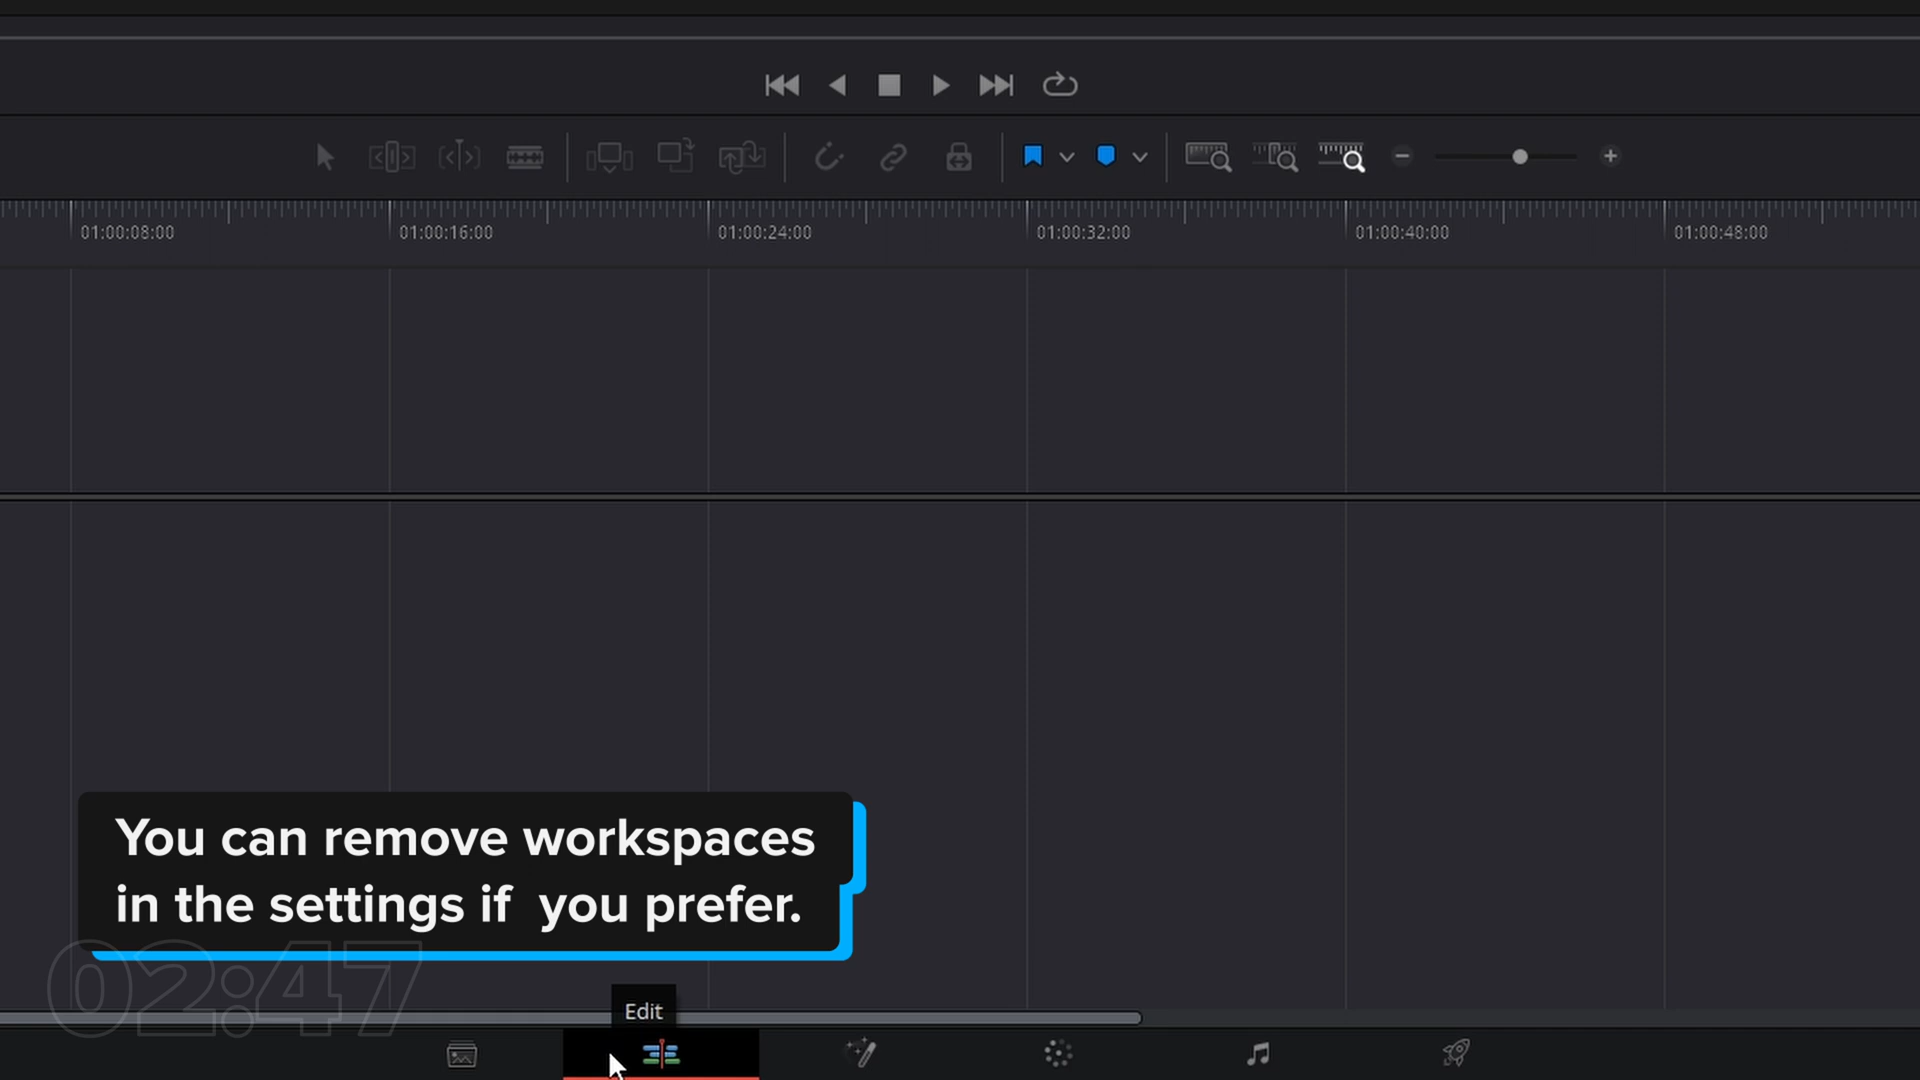 01:00:08:00 01:00:16:00 01:00:24:00 01:00:32:00 01:00:40:00 01:00:48:00
You can remove workspaces
in the settings if  you prefer.
02:47
Edit